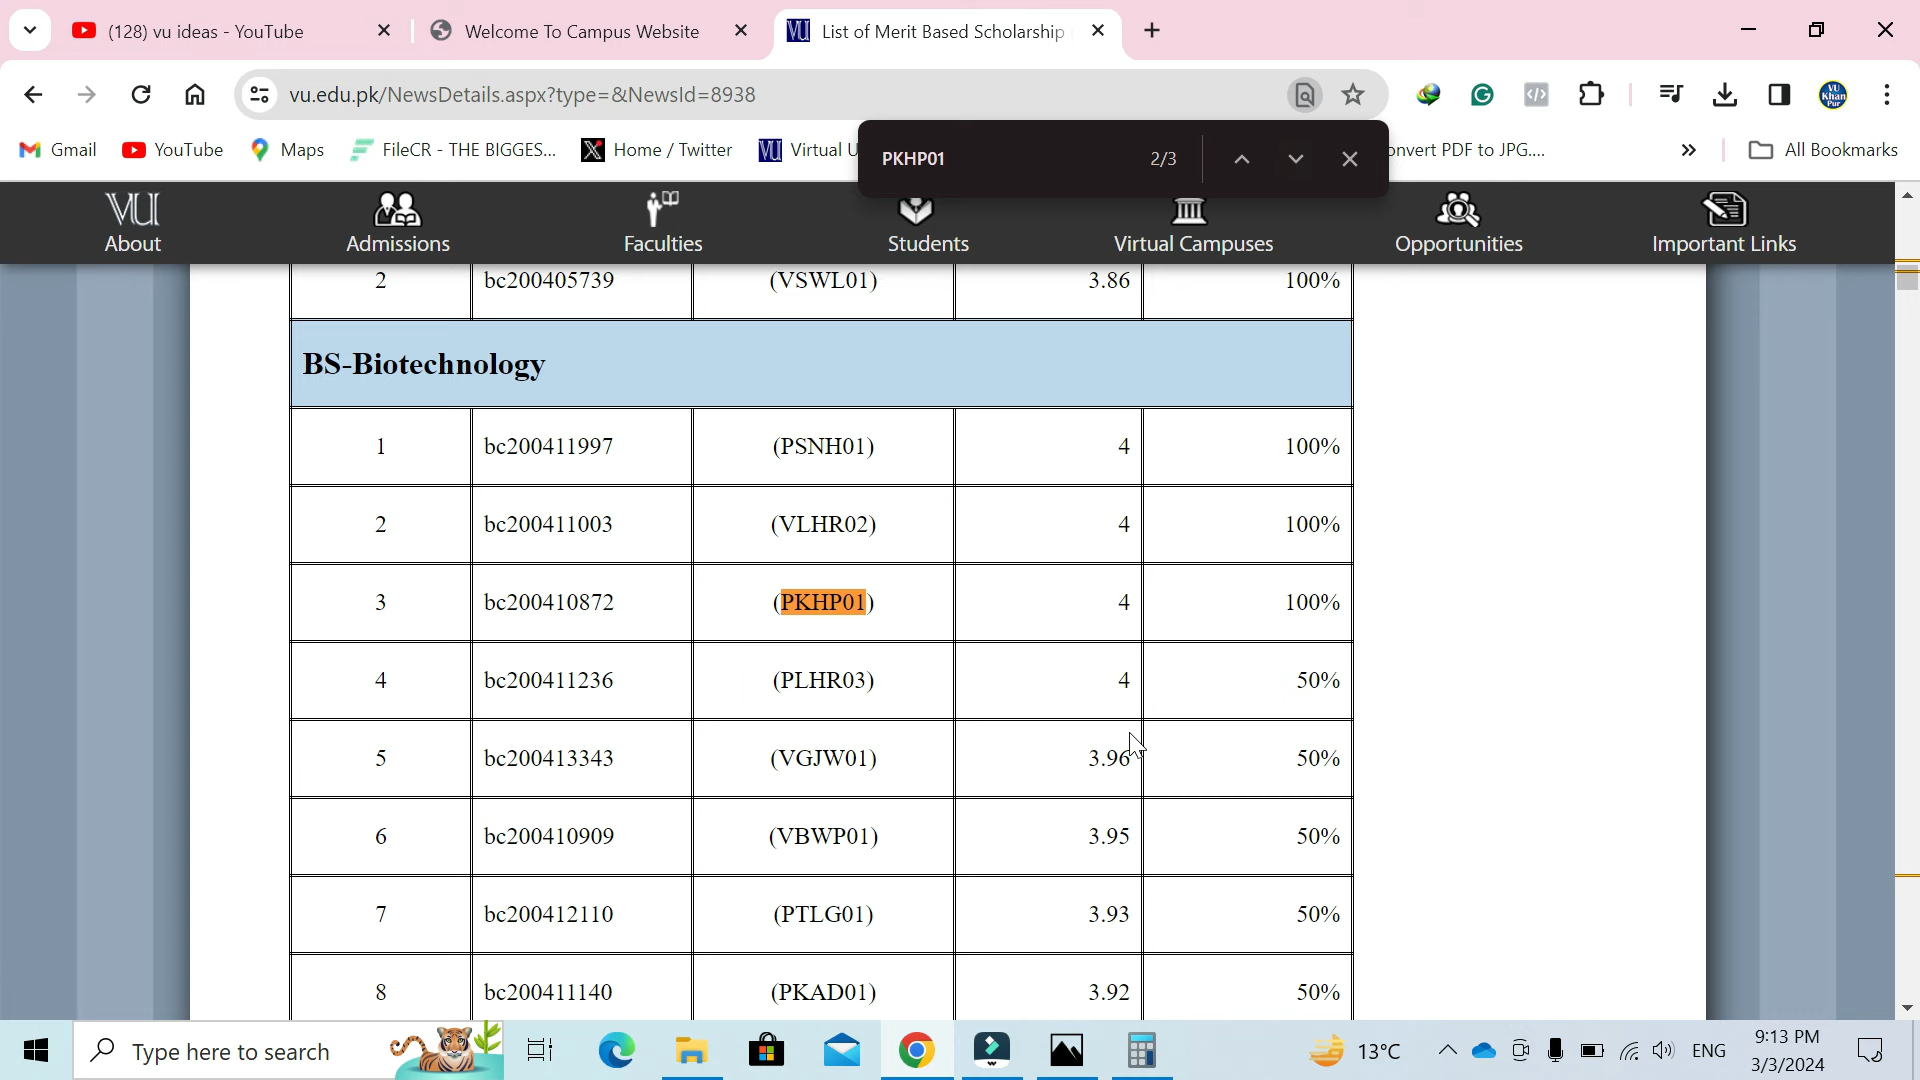 (128) vu ideas - YouTube
Welcome To Campus Website
List of Merit Based Scholarship
vu.edu.pk/NewsDetails.aspx?type=&NewsId=8938
VU Khan Pur
Gmail
YouTube
Maps
FileCR - THE BIGGES...
Home / Twitter
Virtual U
PKHP01 2/3
onvert PDF to JPG....
All Bookmarks
VU
About
Admissions
Faculties
Students
Virtual Campuses
Opportunities
Important Links
2 bc200405739 (VSWL01) 3.86 100%
BS-Biotechnology
1 bc200411997 (PSNH01) 4 100%
2 bc200411003 (VLHR02) 4 100%
3 bc200410872 (PKHP01) 4 100%
4 bc200411236 (PLHR03) 4 50%
5 bc200413343 (VGJW01) 3.96 50%
6 bc200410909 (VBWP01) 3.95 50%
7 bc200412110 (PTLG01) 3.93 50%
8 bc200411140 (PKAD01) 3.92 50%
Type here to search
13°C
ENG
9:13 PM
3/3/2024